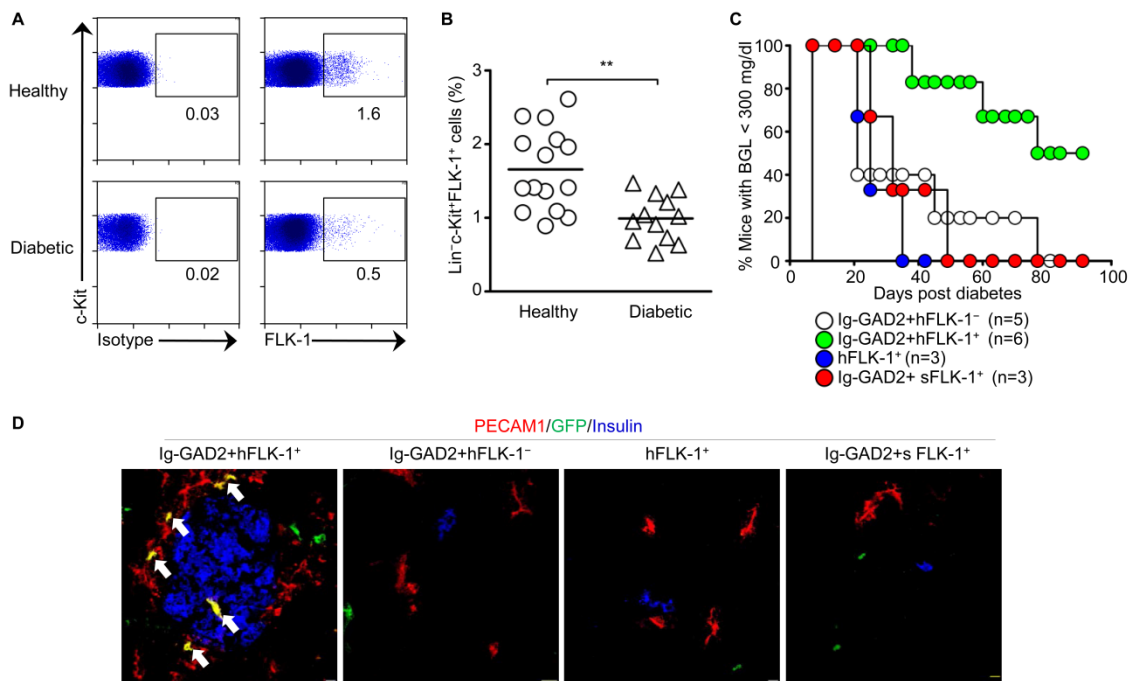 A
Healthy
0.03
1.6
Diabetic
0.02
0.5
c-Kit
Isotype
FLK-1
B
Lin⁻c-Kit⁺FLK-1⁺ cells (%)
3
2
1
0
**
Healthy
Diabetic
C
% Mice with BGL < 300 mg/dl
100
80
60
40
20
0
0
20
40
60
80
100
Days post diabetes
Ig-GAD2+hFLK-1⁻ (n=5)
Ig-GAD2+hFLK-1⁺ (n=6)
hFLK-1⁺ (n=3)
Ig-GAD2+ sFLK-1⁺ (n=3)
D
PECAM1/GFP/Insulin
Ig-GAD2+hFLK-1⁺
Ig-GAD2+hFLK-1⁻
hFLK-1⁺
Ig-GAD2+s FLK-1⁺